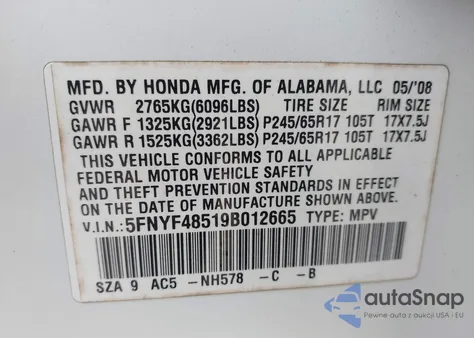 MFD. BY HONDA MFG. OF ALABAMA, LLC 05/'08
GVWR 2765KG(6096LBS) TIRE SIZE RIM SIZE
GAWR F 1325KG(2921LBS) P245/65R17 105T 17X7.5J
GAWR R 1525KG(3362LBS) P245/65R17 105T 17X7.5J
THIS VEHICLE CONFORMS TO ALL APPLICABLE
FEDERAL MOTOR VEHICLE SAFETY
AND THEFT PREVENTION STANDARDS IN EFFECT
ON THE DATE OF MANUFACTURE SHOWN ABOVE.
V.I.N.: 5FNYF48519B012665 TYPE: MPV
SZA 9 AC5 -NH578 -C -B
autoSnap
Pewne auta z aukcji USA - EU